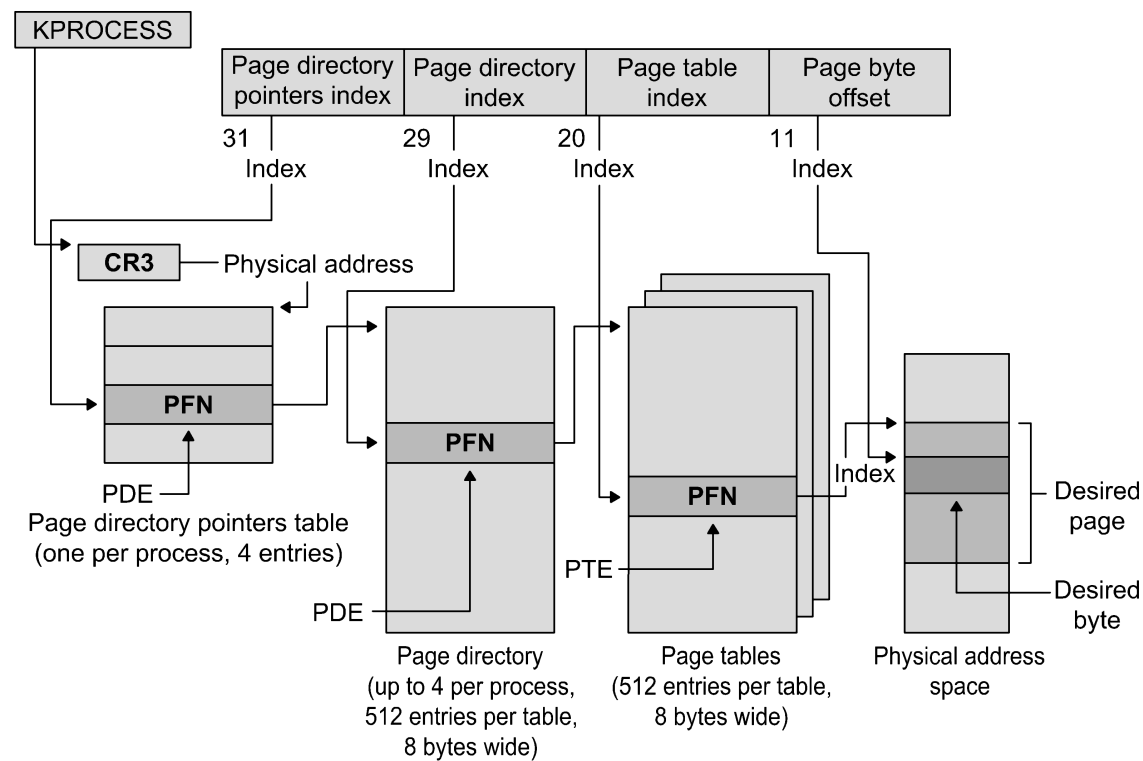 KPROCESS
Page directory
pointers index
Page directory
index
Page table
index
Page byte
offset
31
29
20
11
Index
Index
Index
Index
CR3
Physical address
PFN
PFN
PFN
Index
PDE
Page directory pointers table
(one per process, 4 entries)
PDE
PTE
Desired
page
Desired
byte
Page directory
(up to 4 per process,
512 entries per table,
8 bytes wide)
Page tables
(512 entries per table,
8 bytes wide)
Physical address
space